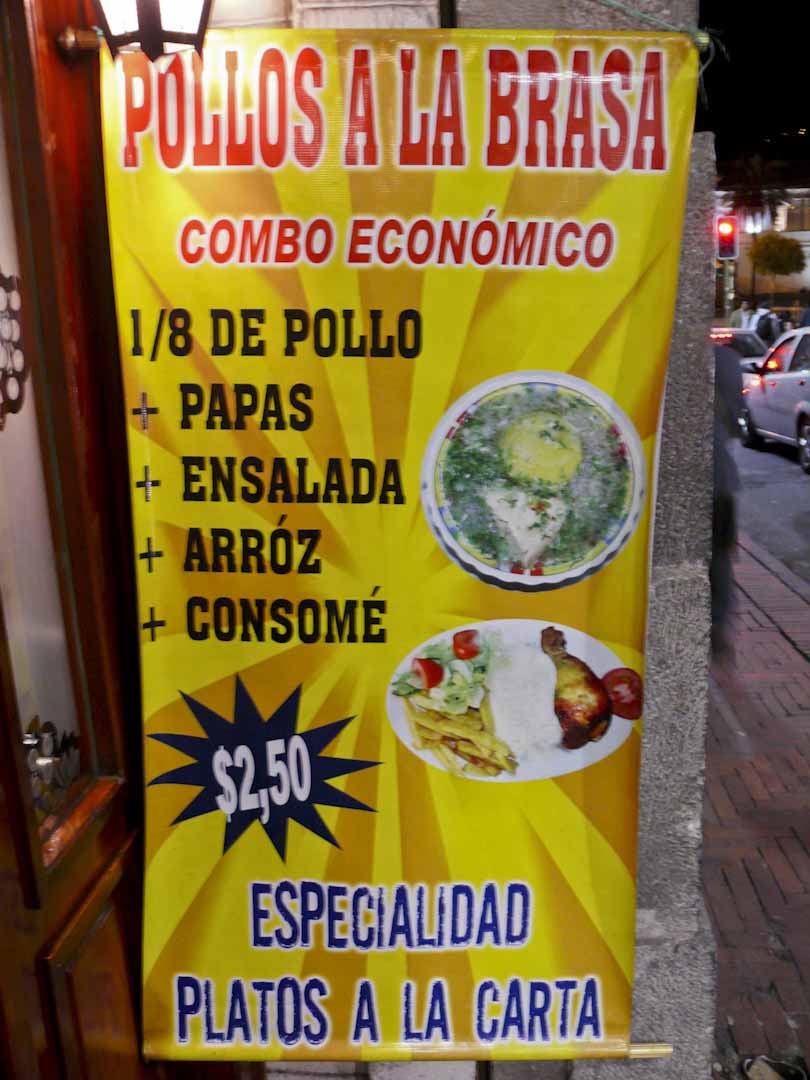 POLLOS A LA BRASA
COMBO ECONÓMICO
1/8 DE POLLO
+ PAPAS
+ ENSALADA
+ ARRÓZ
+ CONSOMÉ
$2,50
ESPECIALIDAD
PLATOS A LA CARTA